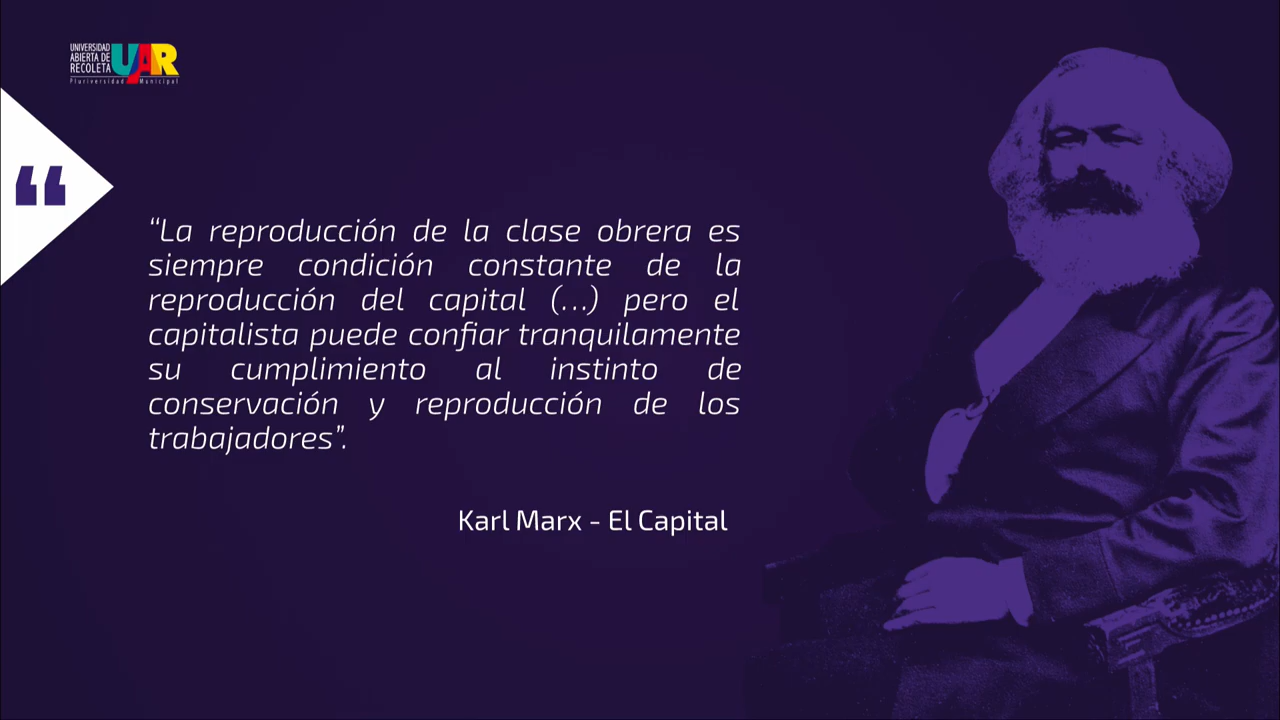 UNIVERSIDAD
ABIERTA DE
RECOLETA
UAR
Pluriversidad Municipal
“
“La reproducción de la clase obrera es
siempre condición constante de la
reproducción del capital (...) pero el
capitalista puede confiar tranquilamente
su cumplimiento al instinto de
conservación y reproducción de los
trabajadores”.
Karl Marx - El Capital